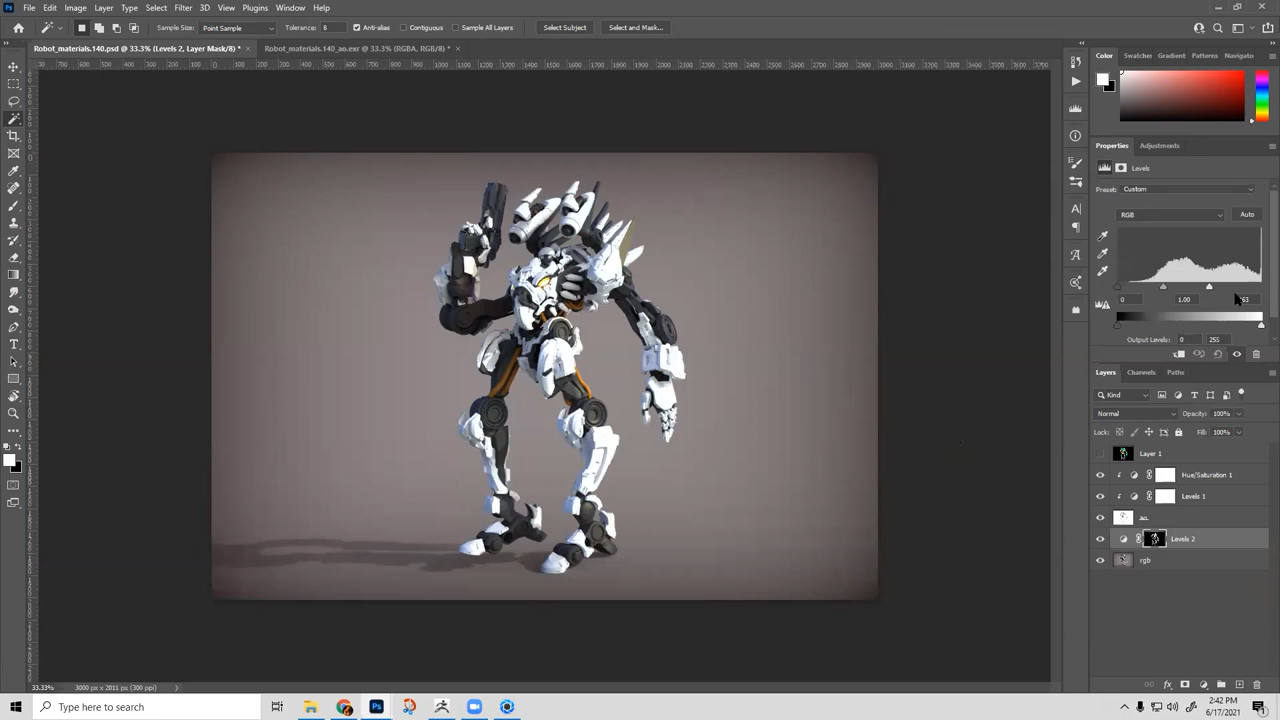 Ps File Edit Image Layer Type Select Filter 3D View Plugins Window Help
Sample Size: Point Sample Tolerance: 8 Anti-alias Contiguous Sample All Layers Select Subject Select and Mask...
Robot_materials.140.psd @ 33.3% (Levels 2, Layer Mask/8) * × Robot_materials.140_ao.exr @ 33.3% (RGBA, RGB/8) * ×
Color Swatches Gradient Patterns Navigato
Properties Adjustments
Levels
Preset: Custom
RGB Auto
0 1.00
Output Levels: 0 255
Layers Channels Paths
Kind
Normal Opacity: 100%
Lock: Fill: 100%
Layer 1
Hue/Saturation 1
Levels 1
Levels 2
rgb
33.33% 3000 px x 2011 px (300 ppi)
Type here to search
2:42 PM
6/17/2021